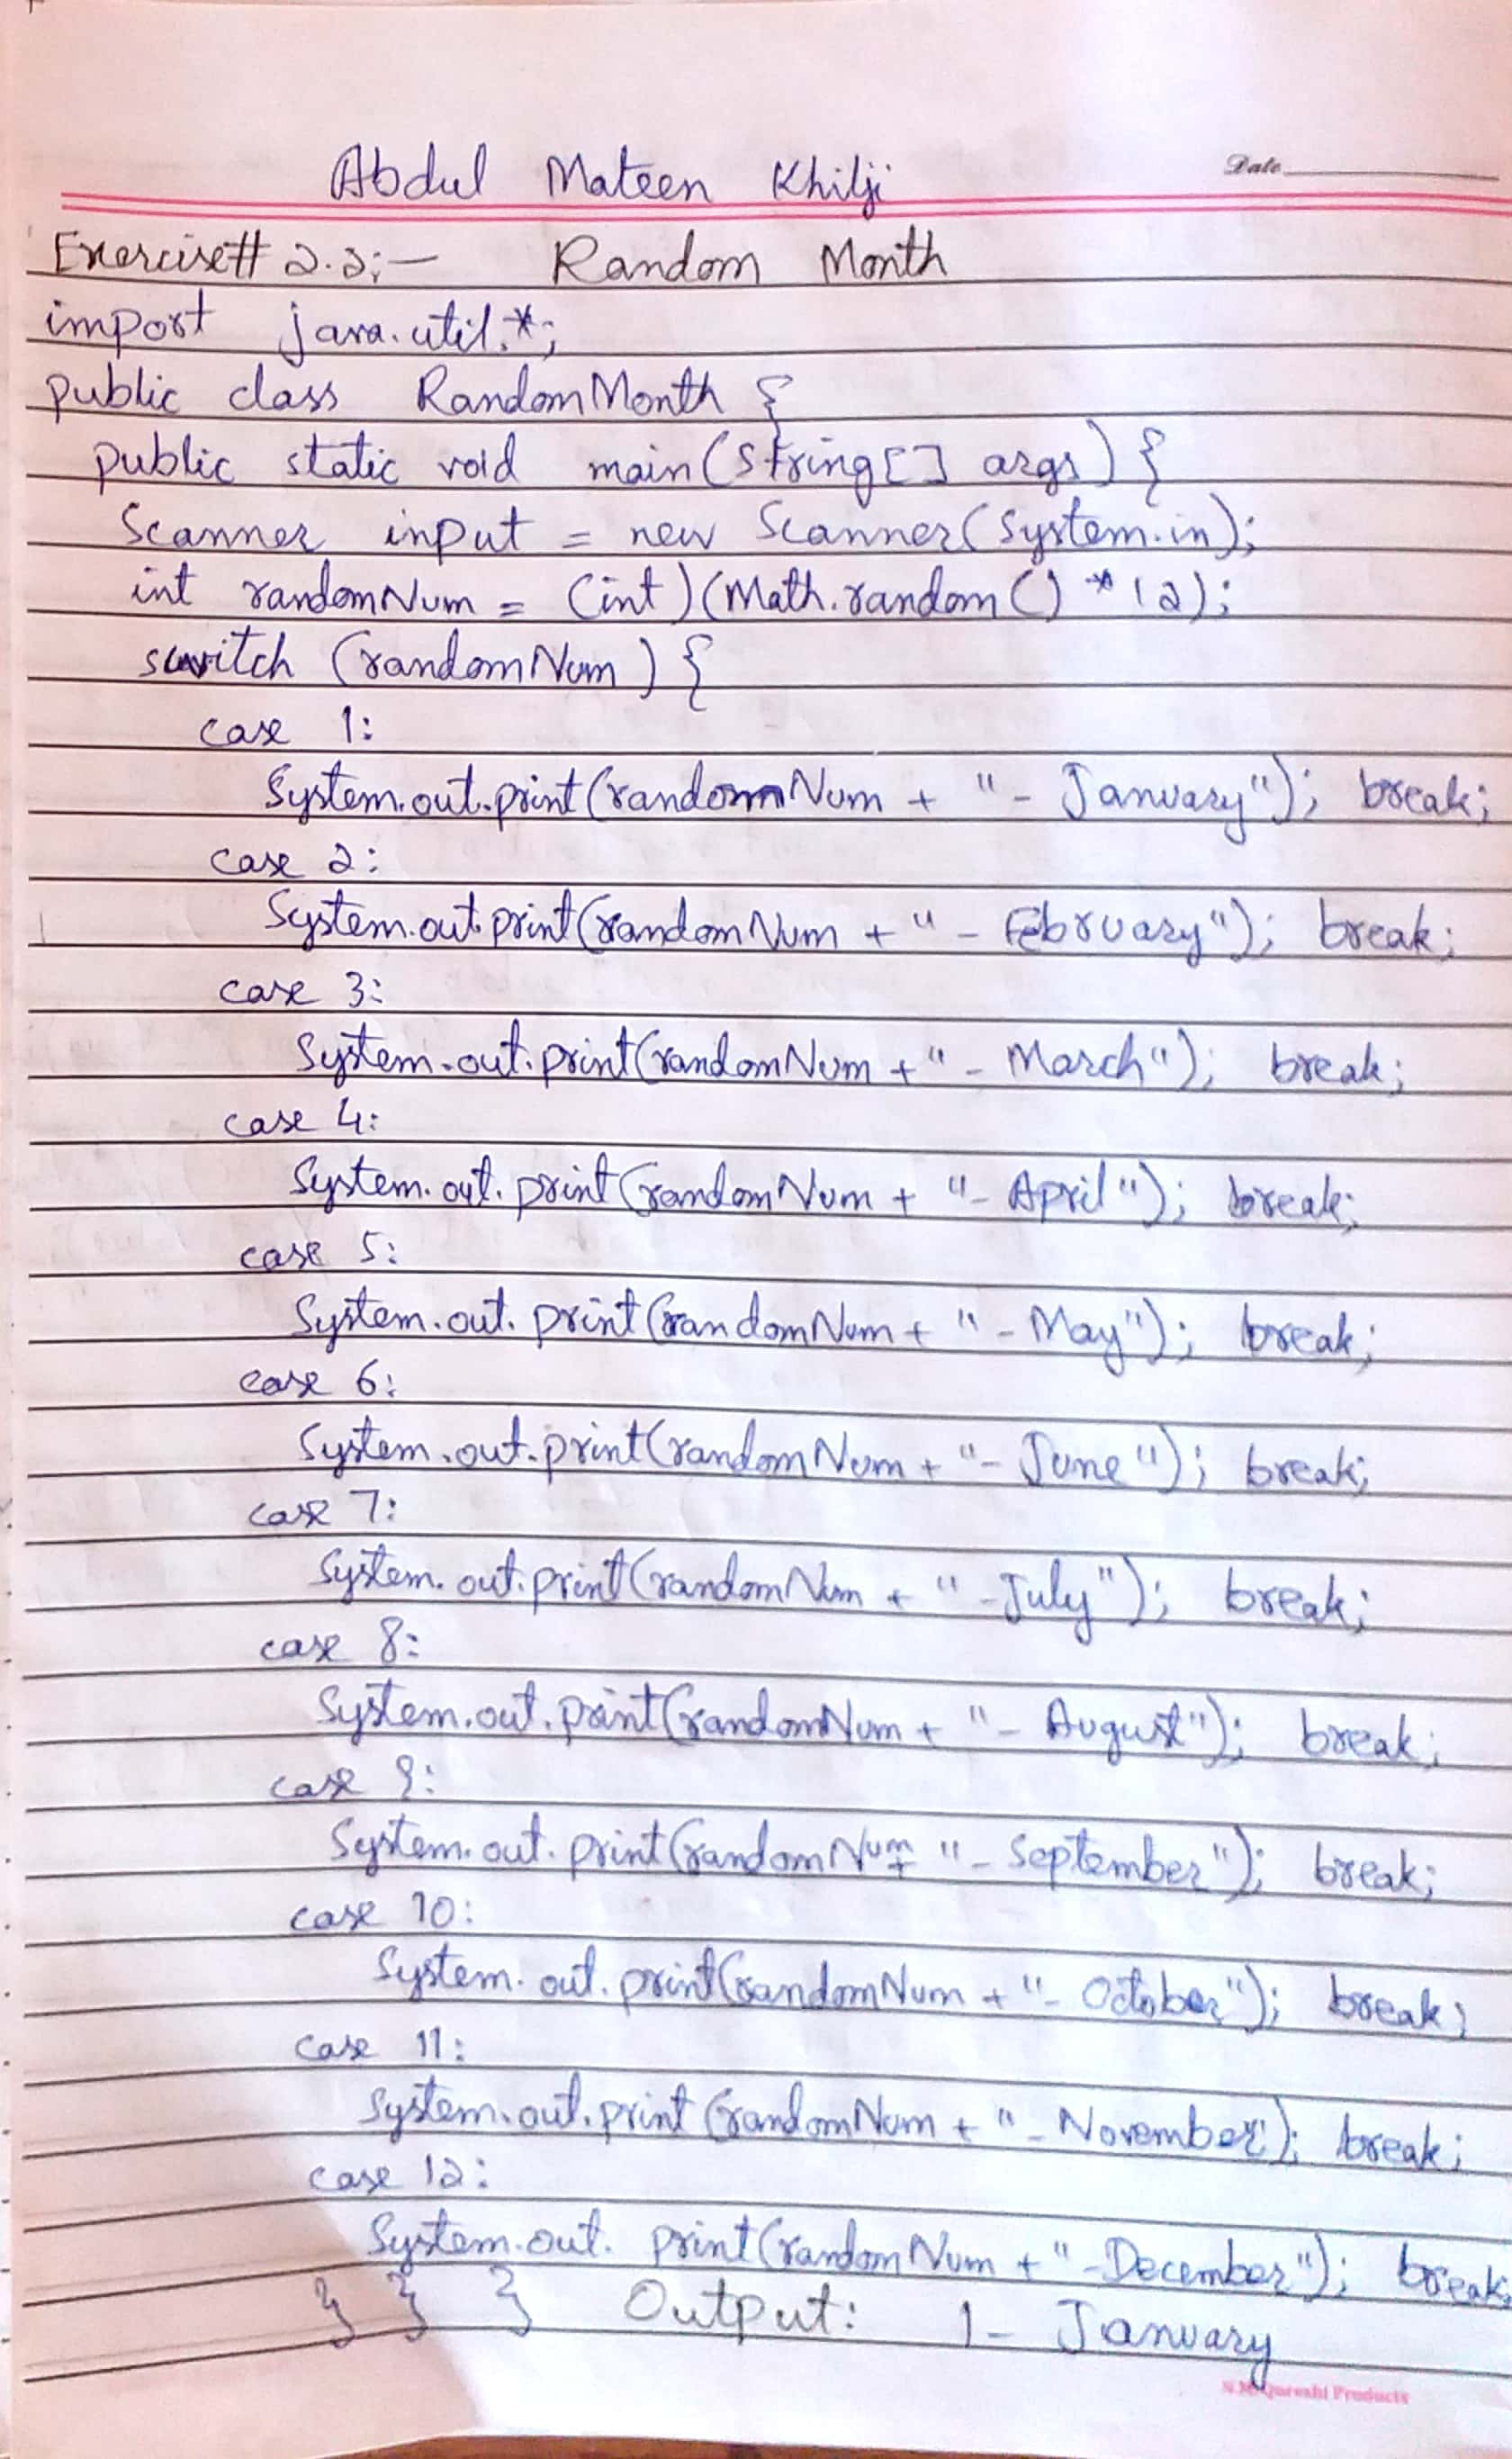 Abdul Mateen Khilji
Date
Exercise# 2.2:- Random Month
import java.util.*;
public class RandomMonth {
public static void main(String[] args) {
Scanner input = new Scanner(System.in);
int randomNum = (int)(Math.random() * 12);
switch (randomNum) {
case 1:
System.out.print(randomNum + "- January"); break;
case 2:
System.out.print(randomNum + "- February"); break;
case 3:
System.out.print(randomNum + "- March"); break;
case 4:
System.out.print(randomNum + "- April"); break;
case 5:
System.out.print(randomNum + "- May"); break;
case 6:
System.out.print(randomNum + "- June"); break;
case 7:
System.out.print(randomNum + "- July"); break;
case 8:
System.out.print(randomNum + "- August"); break;
case 9:
System.out.print(randomNum + "- September"); break;
case 10:
System.out.print(randomNum + "- October"); break;
case 11:
System.out.print(randomNum + "- November"); break;
case 12:
System.out.print(randomNum + "- December"); break;
} } } Output: 1- January
N.M. Qureshi Products